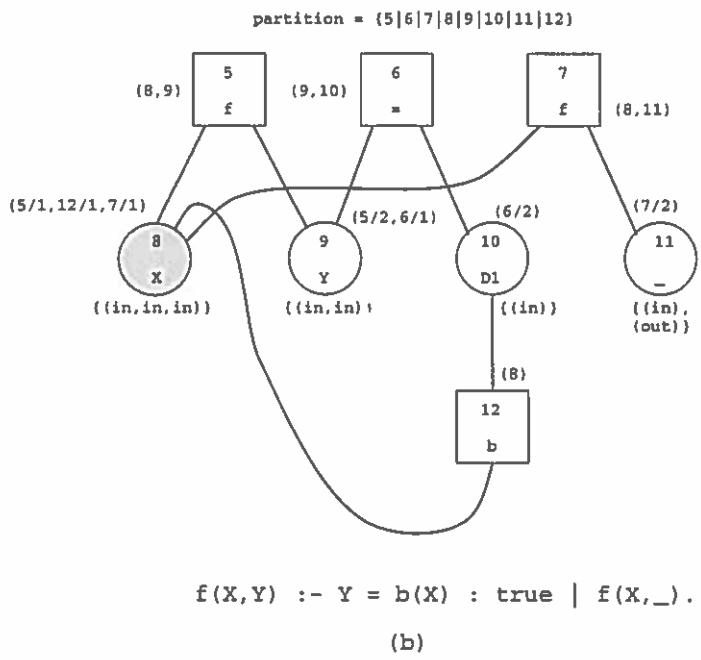 partition = {5|6|7|8|9|10|11|12}
5 6 7
(8,9) (9,10)
f = f (8,11)
(5/1,12/1,7/1) (5/2,6/1) (6/2) (7/2)
8 9 10 11
X Y D1 _
{(in,in,in)} {(in,in)} {(in)} {(in),
(out)}
(8)
12
b
f(X,Y) :- Y = b(X) : true | f(X,_).
(b)